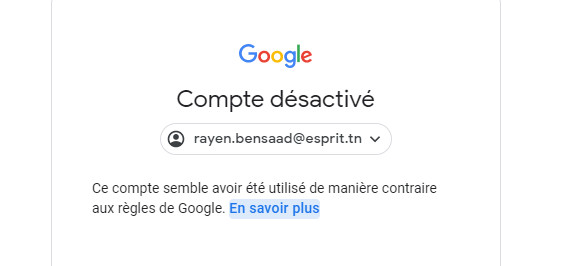 Google
Compte désactivé
rayen.bensaad@esprit.tn
Ce compte semble avoir été utilisé de manière contraire
aux règles de Google. En savoir plus